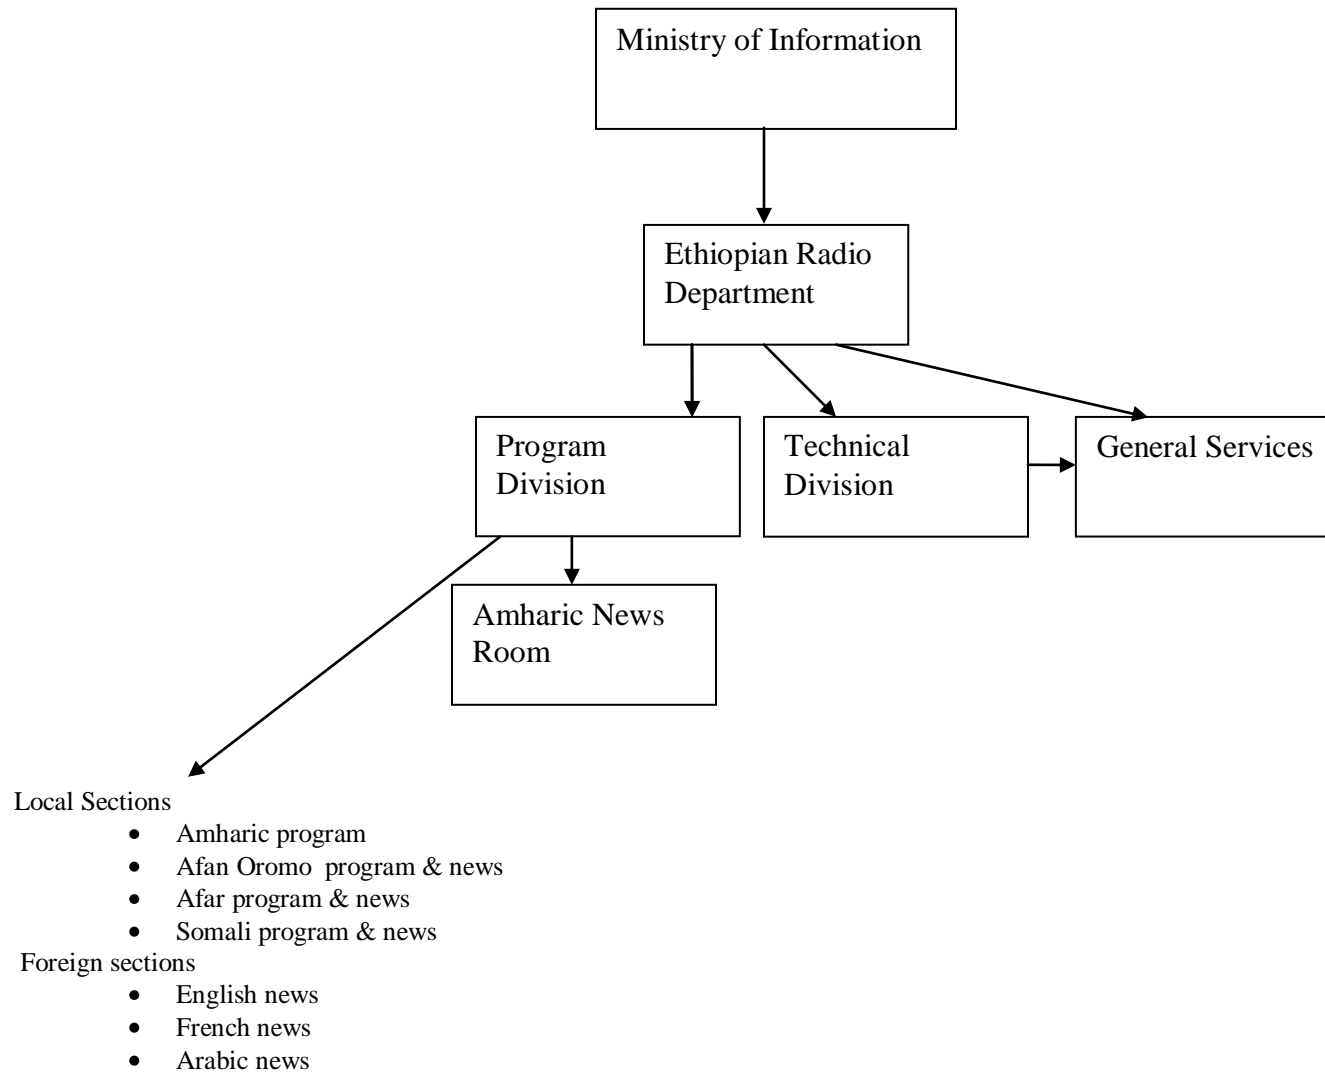 Ministry of Information
Ethiopian Radio
Department
Program
Division
Technical
Division
General Services
Amharic News
Room
Local Sections
• Amharic program
• Afan Oromo  program & news
• Afar program & news
• Somali program & news
Foreign sections
• English news
• French news
• Arabic news